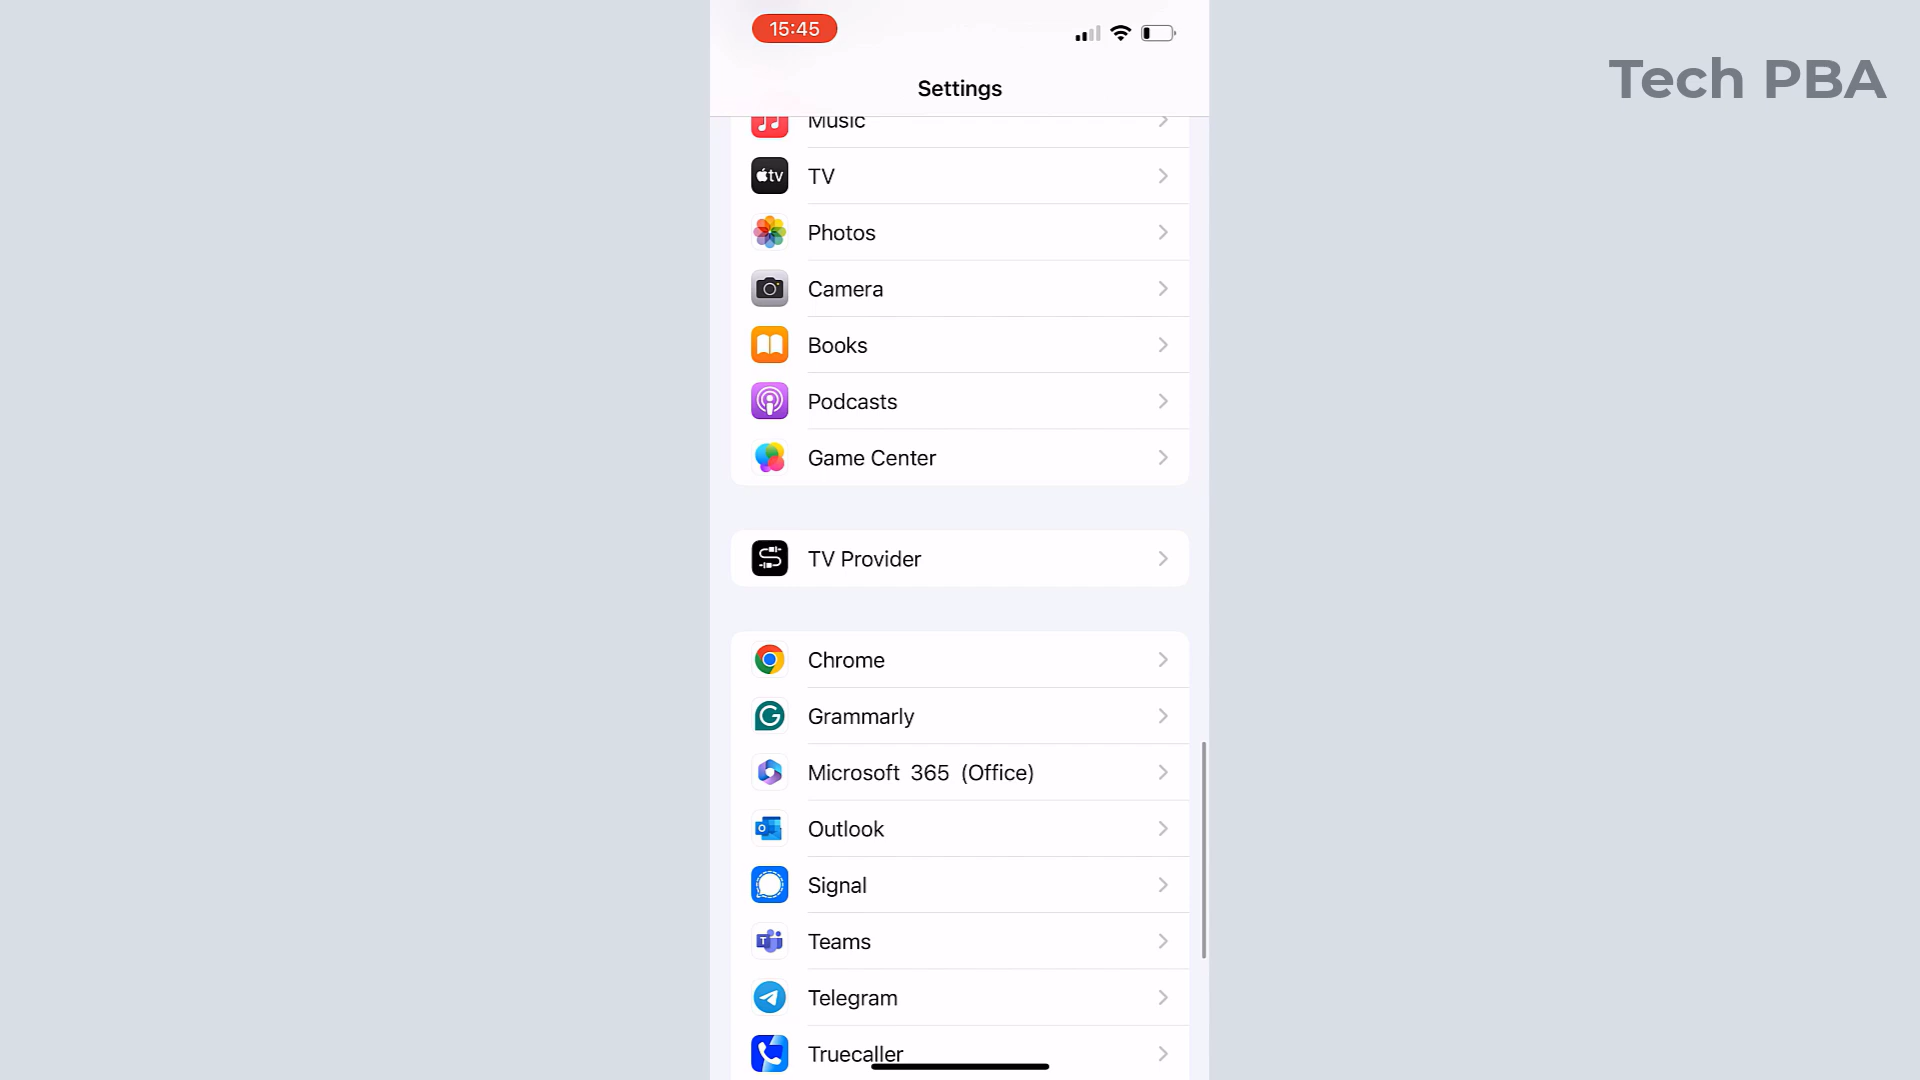 15:45
Tech PBA
Settings
Music
tv TV
Photos
Camera
Books
Podcasts
Game Center
TV Provider
Chrome
Grammarly
Microsoft 365 (Office)
Outlook
Signal
Teams
Telegram
Truecaller